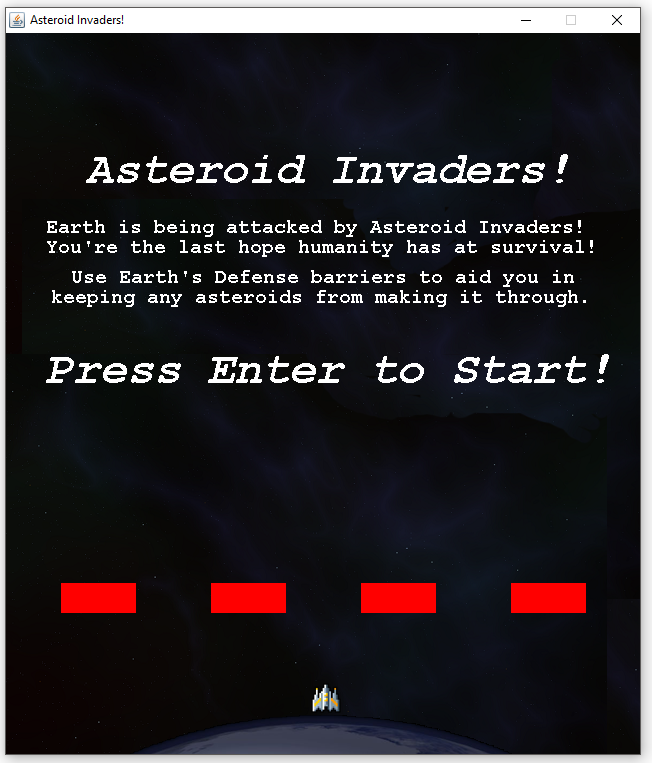 Asteroid Invaders!
Asteroid Invaders!
Earth is being attacked by Asteroid Invaders!
You're the last hope humanity has at survival!
Use Earth's Defense barriers to aid you in
keeping any asteroids from making it through.
Press Enter to Start!